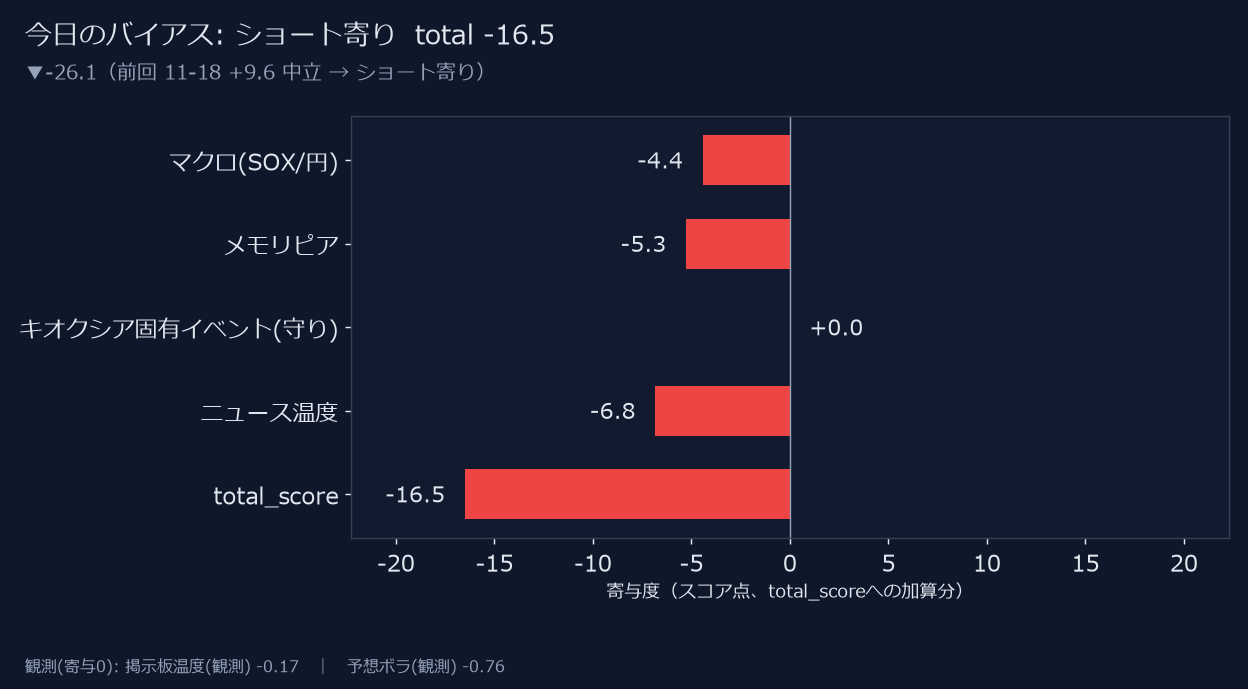 今日のバイアス: ショート寄り  total -16.5
▼-26.1（前回 11-18 +9.6 中立 → ショート寄り）
マクロ(SOX/円)
-4.4
メモリピア
-5.3
キオクシア固有イベント(守り)
+0.0
ニュース温度
-6.8
total_score
-16.5
-20 -15 -10 -5 0 5 10 15 20
寄与度（スコア点、total_scoreへの加算分）
観測(寄与0): 掲示板温度(観測) -0.17 ｜ 予想ボラ(観測) -0.76